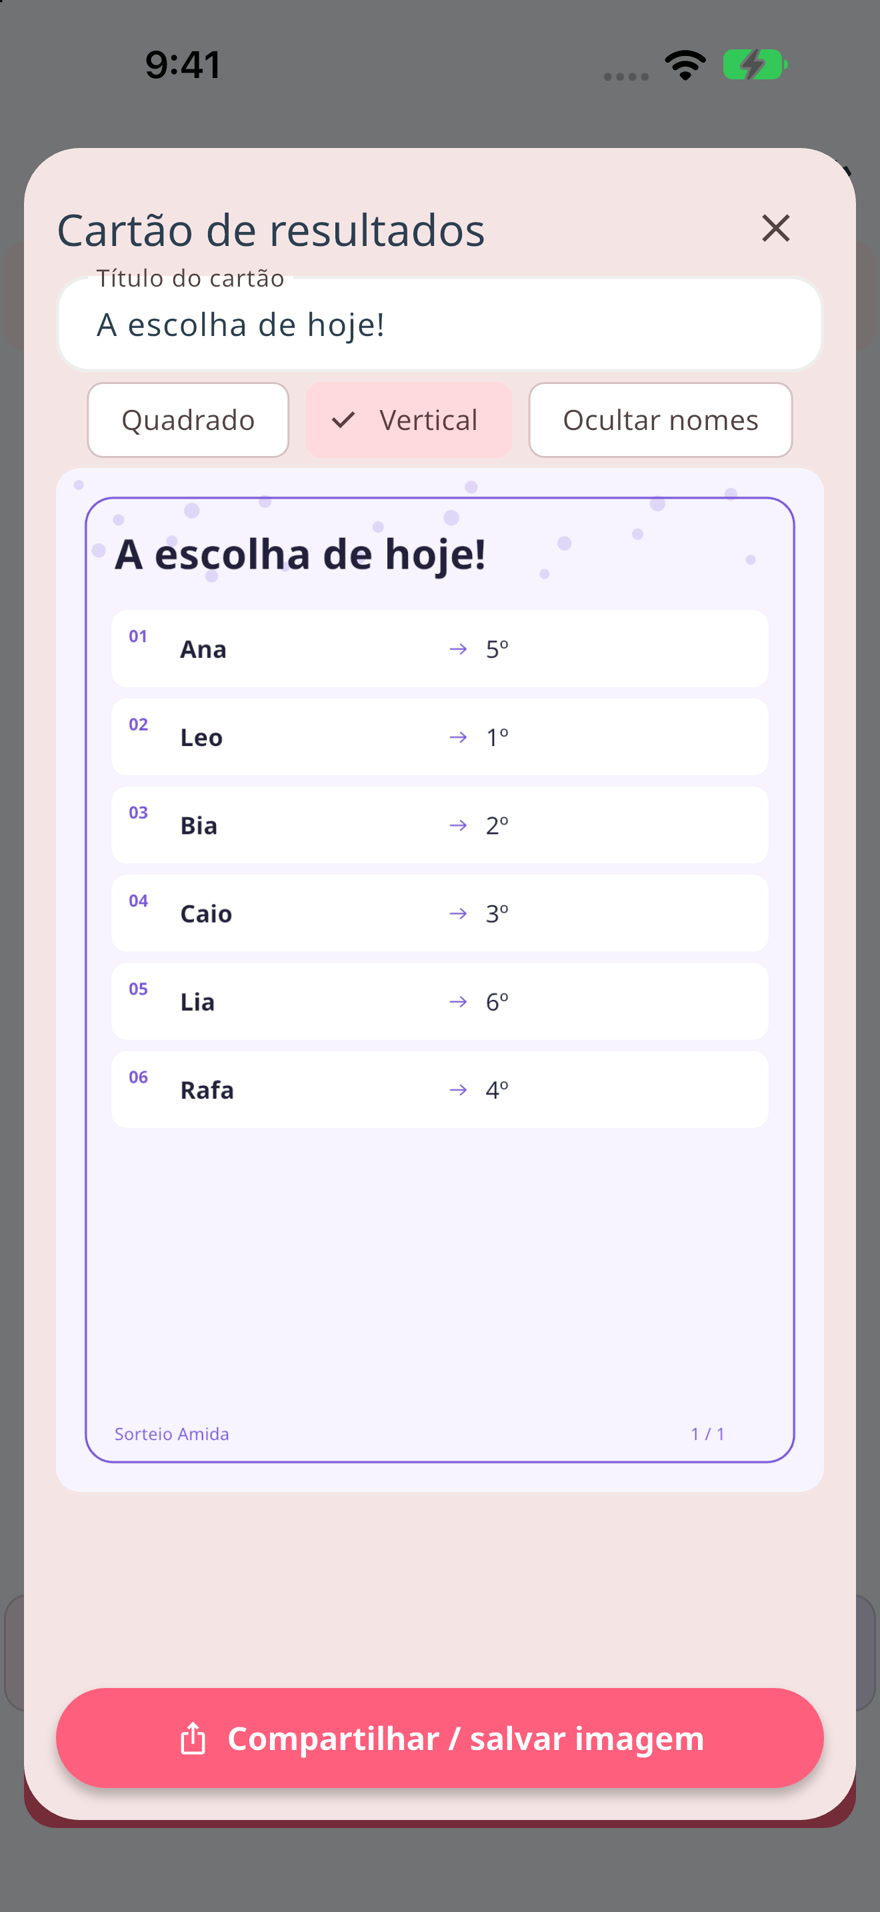 9:41
Cartão de resultados
Título do cartão
A escolha de hoje!
Quadrado
Vertical
Ocultar nomes
A escolha de hoje!
01 Ana → 5º
02 Leo → 1º
03 Bia → 2º
04 Caio → 3º
05 Lia → 6º
06 Rafa → 4º
Sorteio Amida 1 / 1
Compartilhar / salvar imagem